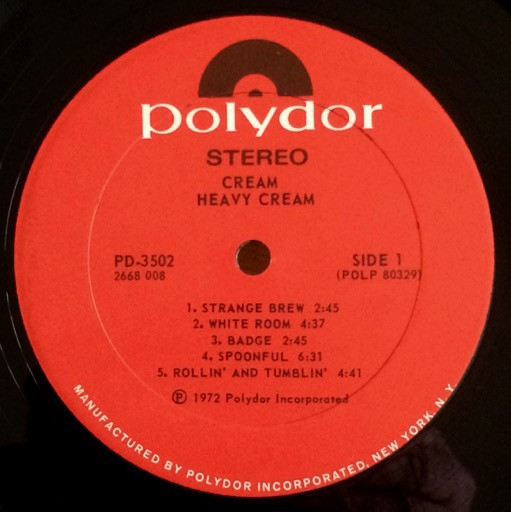 polydor
STEREO
CREAM
HEAVY CREAM
PD-3502
2668 008
SIDE 1
(POLP 80329)
1. STRANGE BREW 2:45
2. WHITE ROOM 4:37
3. BADGE 2:45
4. SPOONFUL 6:31
5. ROLLIN' AND TUMBLIN' 4:41
Ⓟ 1972 Polydor Incorporated
MANUFACTURED BY POLYDOR INCORPORATED, NEW YORK, N. Y.